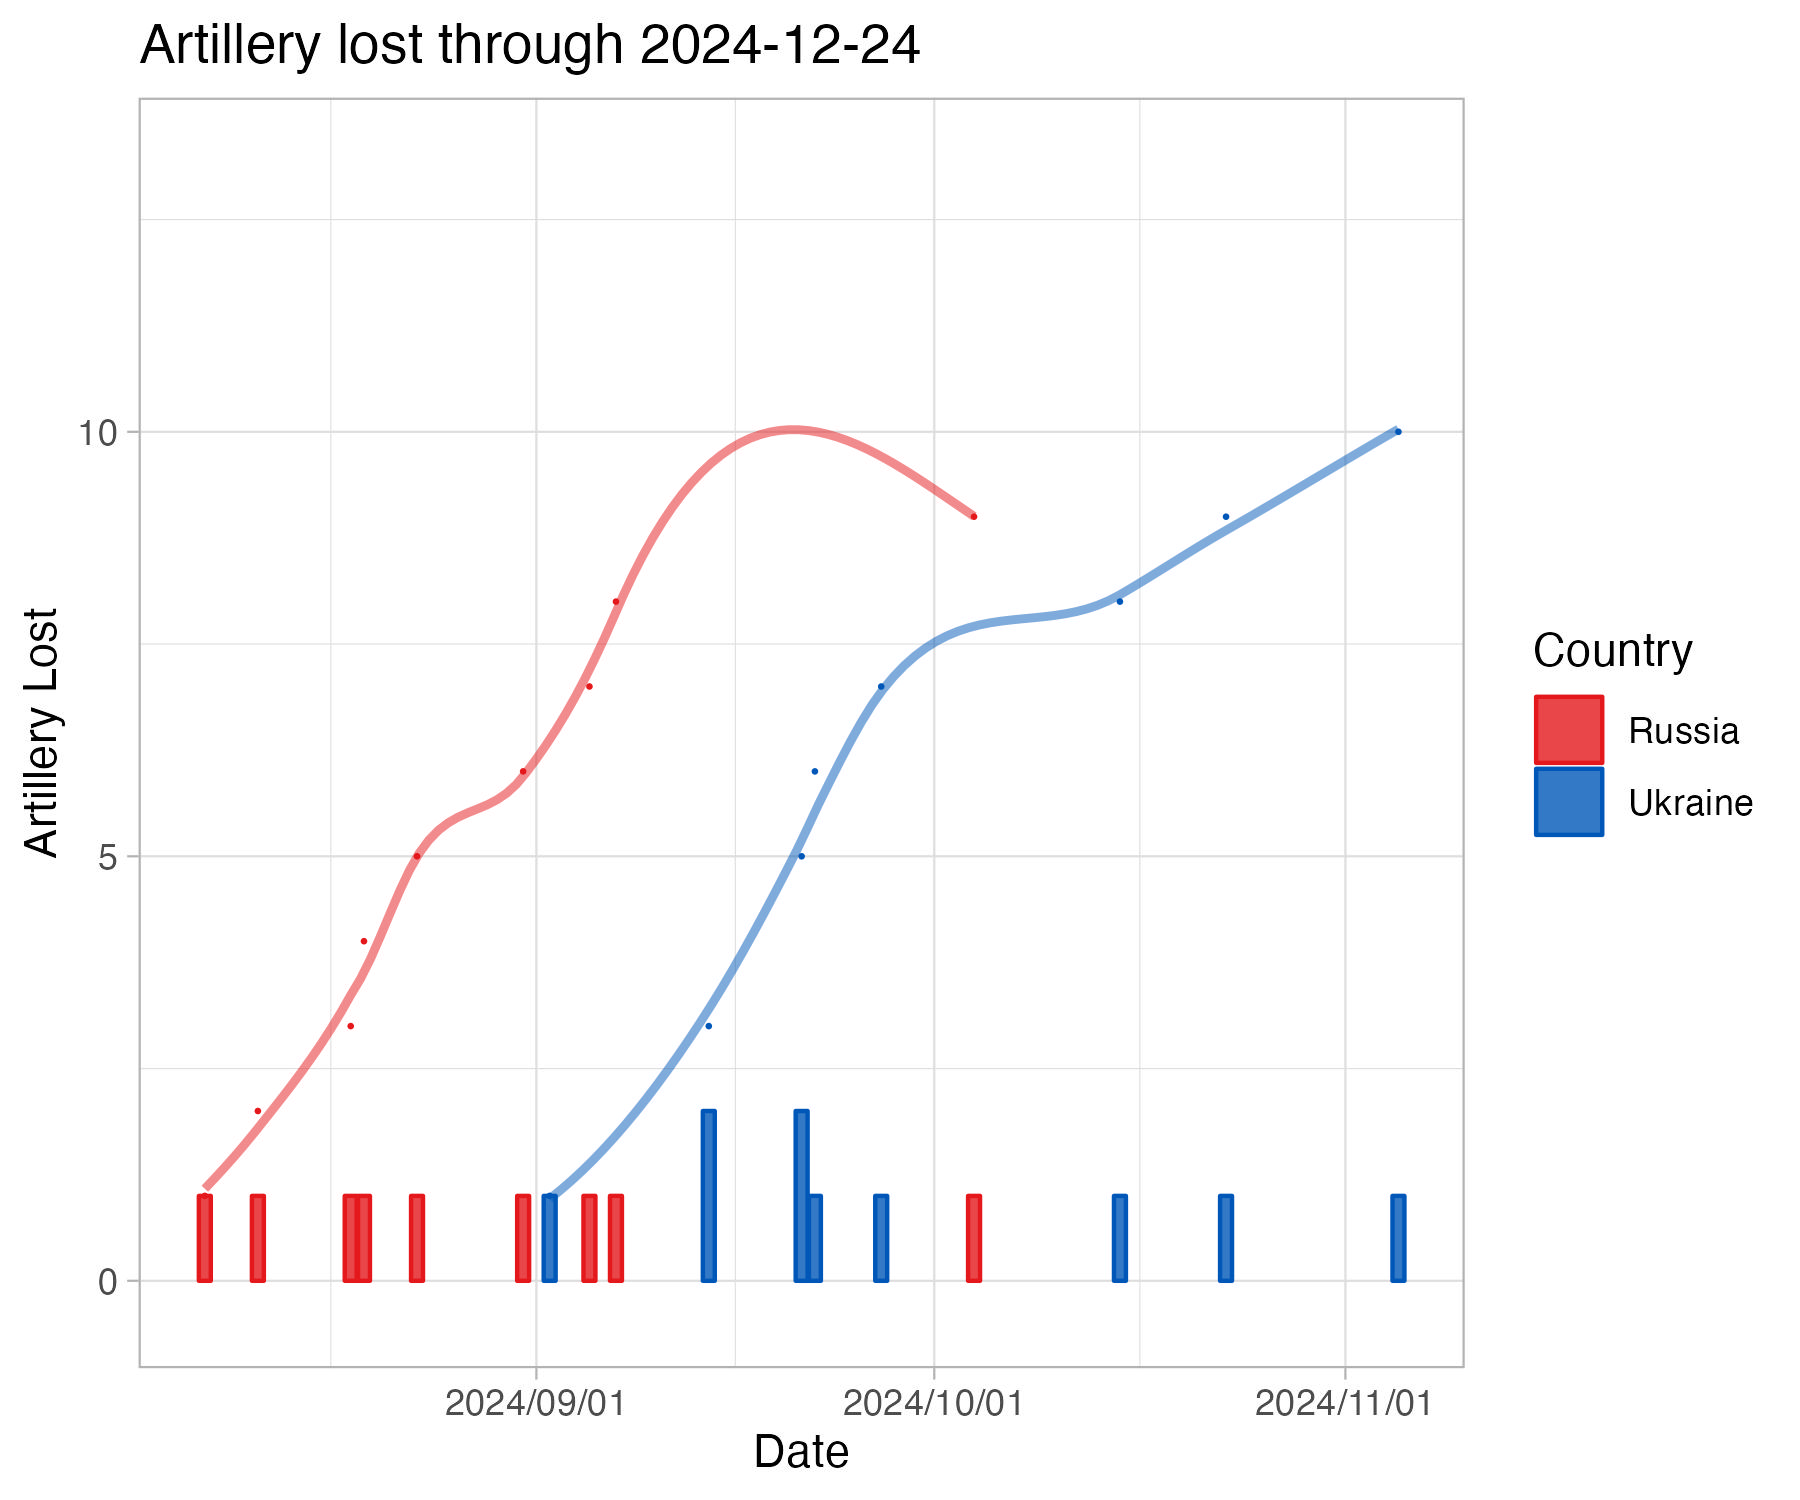 Artillery lost through 2024-12-24
Artillery Lost
10
5
0
2024/09/01
2024/10/01
2024/11/01
Date
Country
Russia
Ukraine